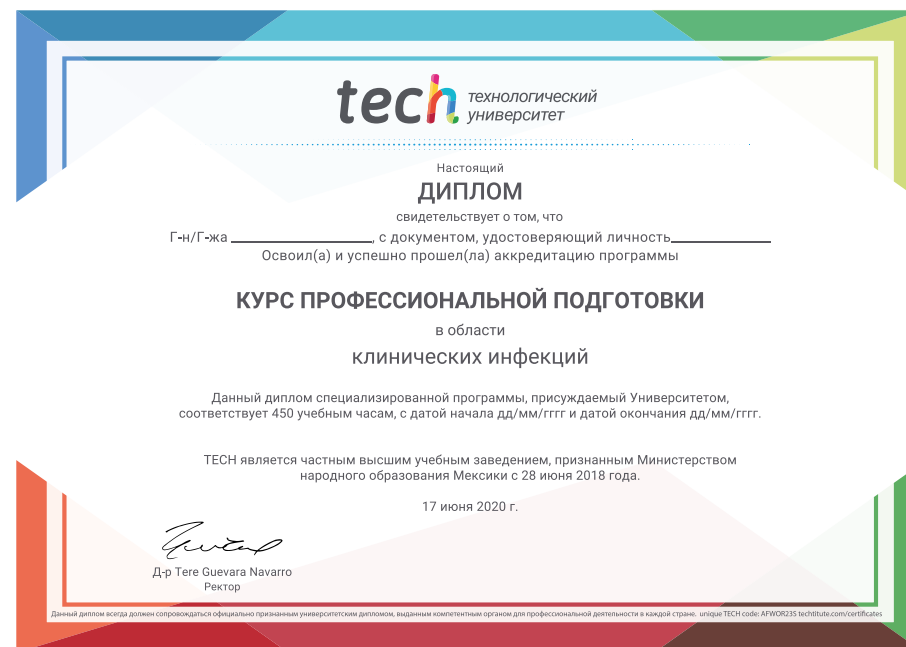 tech технологический
университет
Настоящий
ДИПЛОМ
свидетельствует о том, что
Г-н/Г-жа ____________________, с документом, удостоверяющий личность______________
Освоил(а) и успешно прошел(ла) аккредитацию программы
КУРС ПРОФЕССИОНАЛЬНОЙ ПОДГОТОВКИ
в области
клинических инфекций
Данный диплом специализированной программы, присуждаемый Университетом,
соответствует 450 учебным часам, с датой начала дд/мм/гггг и датой окончания дд/мм/гггг.
TECH является частным высшим учебным заведением, признанным Министерством
народного образования Мексики с 28 июня 2018 года.
17 июня 2020 г.
Д-р Tere Guevara Navarro
Ректор
Данный диплом всегда должен сопровождаться официально признанным университетским дипломом, выданным компетентным органом для профессиональной деятельности в каждой стране. unique TECH code: AFWOR23S techtitute.com/certificates